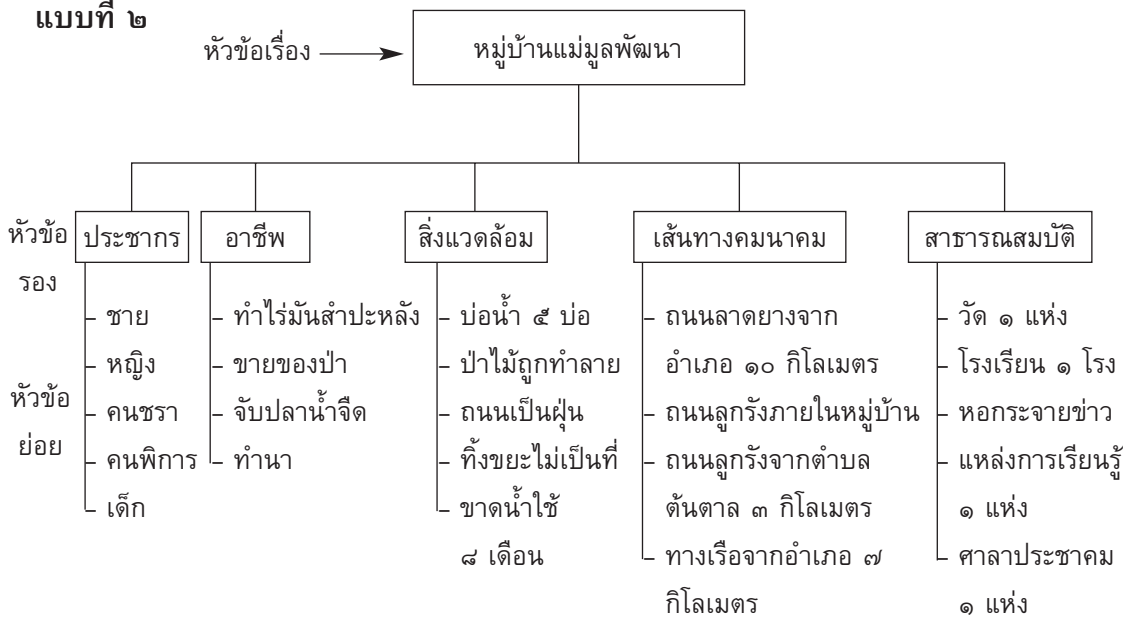 แบบที่ ๒
หัวข้อเรื่อง
หมู่บ้านแม่มูลพัฒนา
หัวข้อ
รอง
หัวข้อ
ย่อย
ประชากร
– ชาย
– หญิง
– คนชรา
– คนพิการ
– เด็ก
อาชีพ
– ทำไร่มันสำปะหลัง
– ขายของป่า
– จับปลาน้ำจืด
– ทำนา
สิ่งแวดล้อม
– บ่อน้ำ ๕ บ่อ
– ป่าไม้ถูกทำลาย
– ถนนเป็นฝุ่น
– ทิ้งขยะไม่เป็นที่
– ขาดน้ำใช้
๘ เดือน
เส้นทางคมนาคม
– ถนนลาดยางจาก
อำเภอ ๑๐ กิโลเมตร
– ถนนลูกรังภายในหมู่บ้าน
– ถนนลูกรังจากตำบล
ต้นตาล ๓ กิโลเมตร
– ทางเรือจากอำเภอ ๗
กิโลเมตร
สาธารณสมบัติ
– วัด ๑ แห่ง
– โรงเรียน ๑ โรง
– หอกระจายข่าว
– แหล่งการเรียนรู้
๑ แห่ง
– ศาลาประชาคม
๑ แห่ง